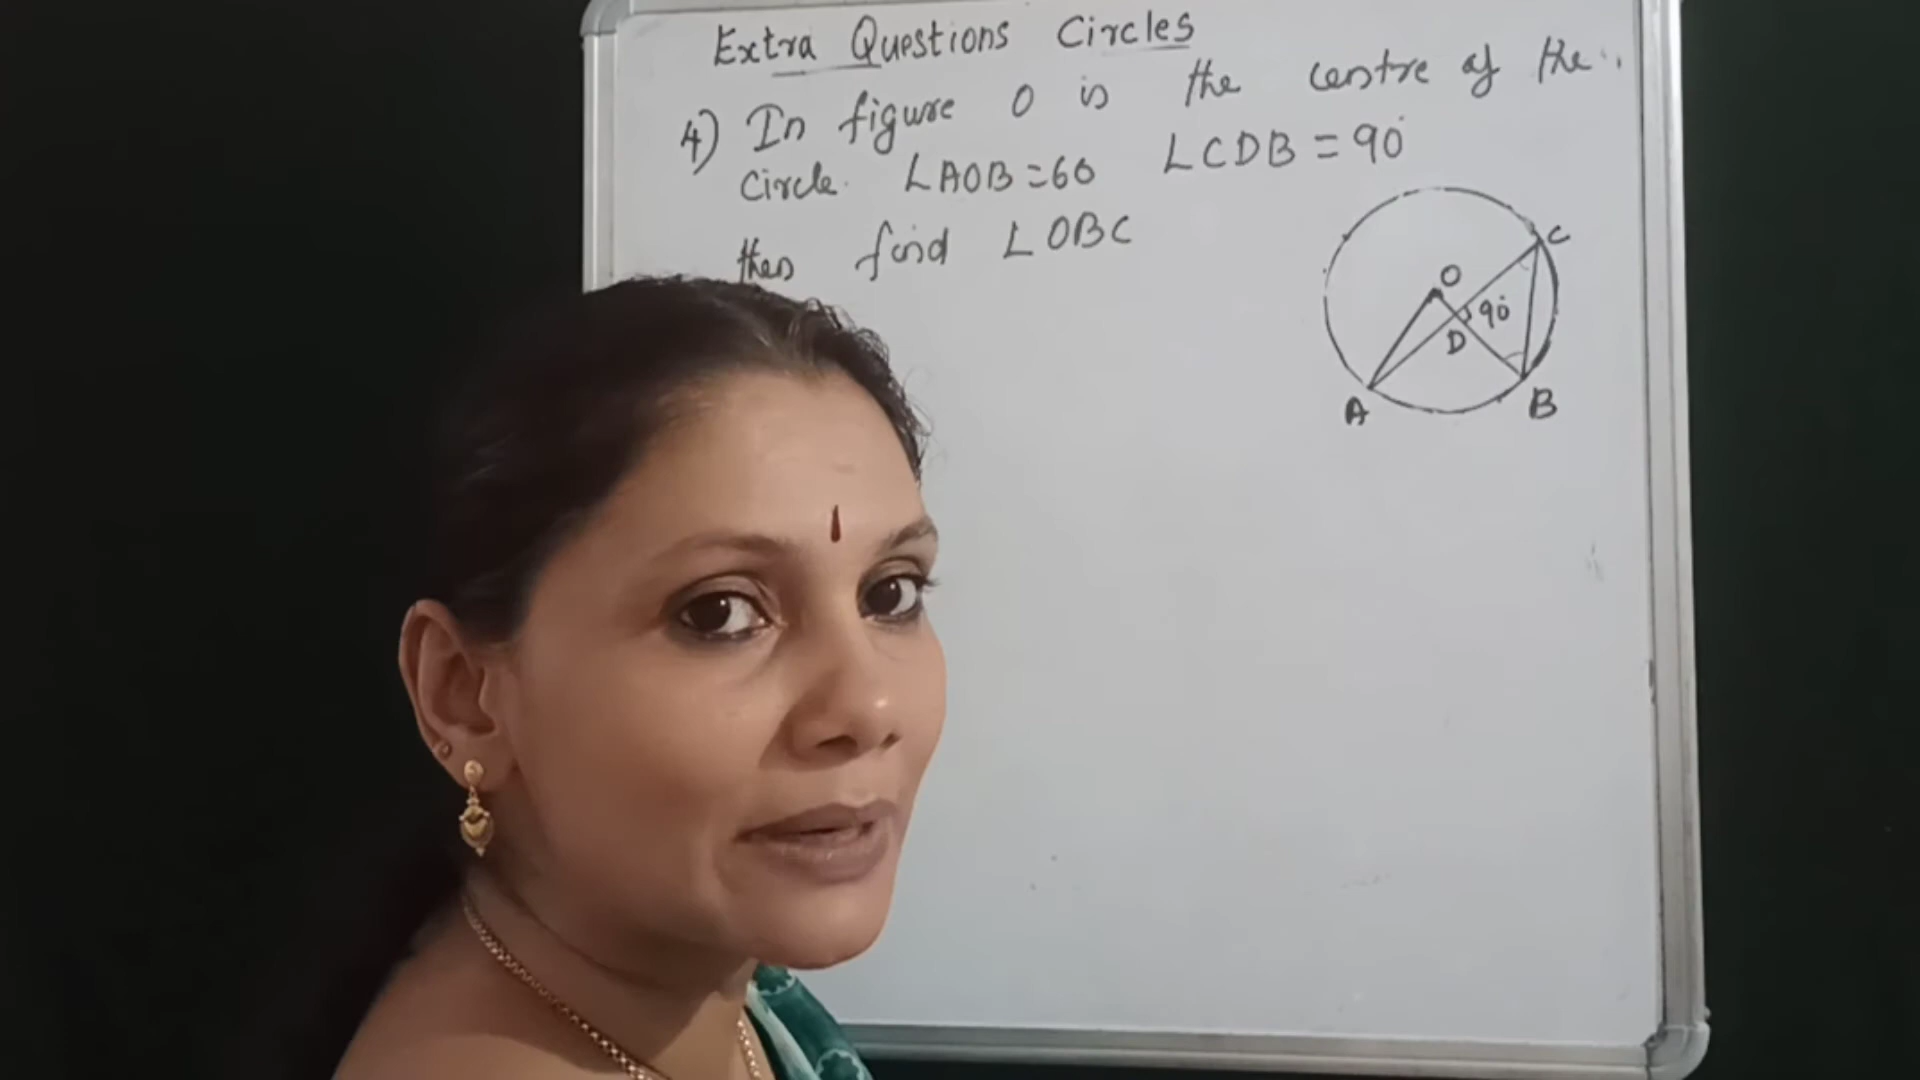 Extra Questions Circles
4) In figure O is the centre of the
circle. ∠AOB=60 ∠CDB=90°
then find ∠OBC
C
O
90°
D
A
B